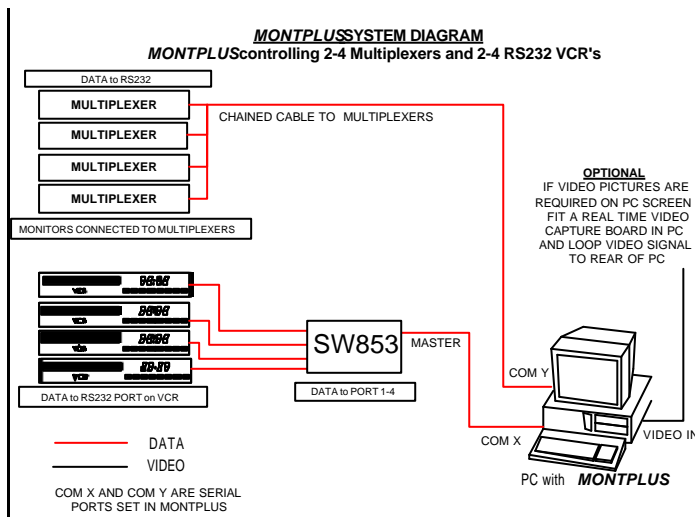 MONTPLUSSYSTEM DIAGRAM
MONTPLUScontrolling 2-4 Multiplexers and 2-4 RS232 VCR's
DATA to RS232
MULTIPLEXER
MULTIPLEXER
MULTIPLEXER
MULTIPLEXER
CHAINED CABLE TO MULTIPLEXERS
MONITORS CONNECTED TO MULTIPLEXERS
OPTIONAL
IF VIDEO PICTURES ARE
REQUIRED ON PC SCREEN
FIT A REAL TIME VIDEO
CAPTURE BOARD IN PC
AND LOOP VIDEO SIGNAL
TO REAR OF PC
VCR
VCR
VCR
VCR
SW853
MASTER
DATA to RS232 PORT on VCR
DATA to PORT 1-4
COM Y
COM X
VIDEO IN
PC with MONTPLUS
DATA
VIDEO
COM X AND COM Y ARE SERIAL
PORTS SET IN MONTPLUS